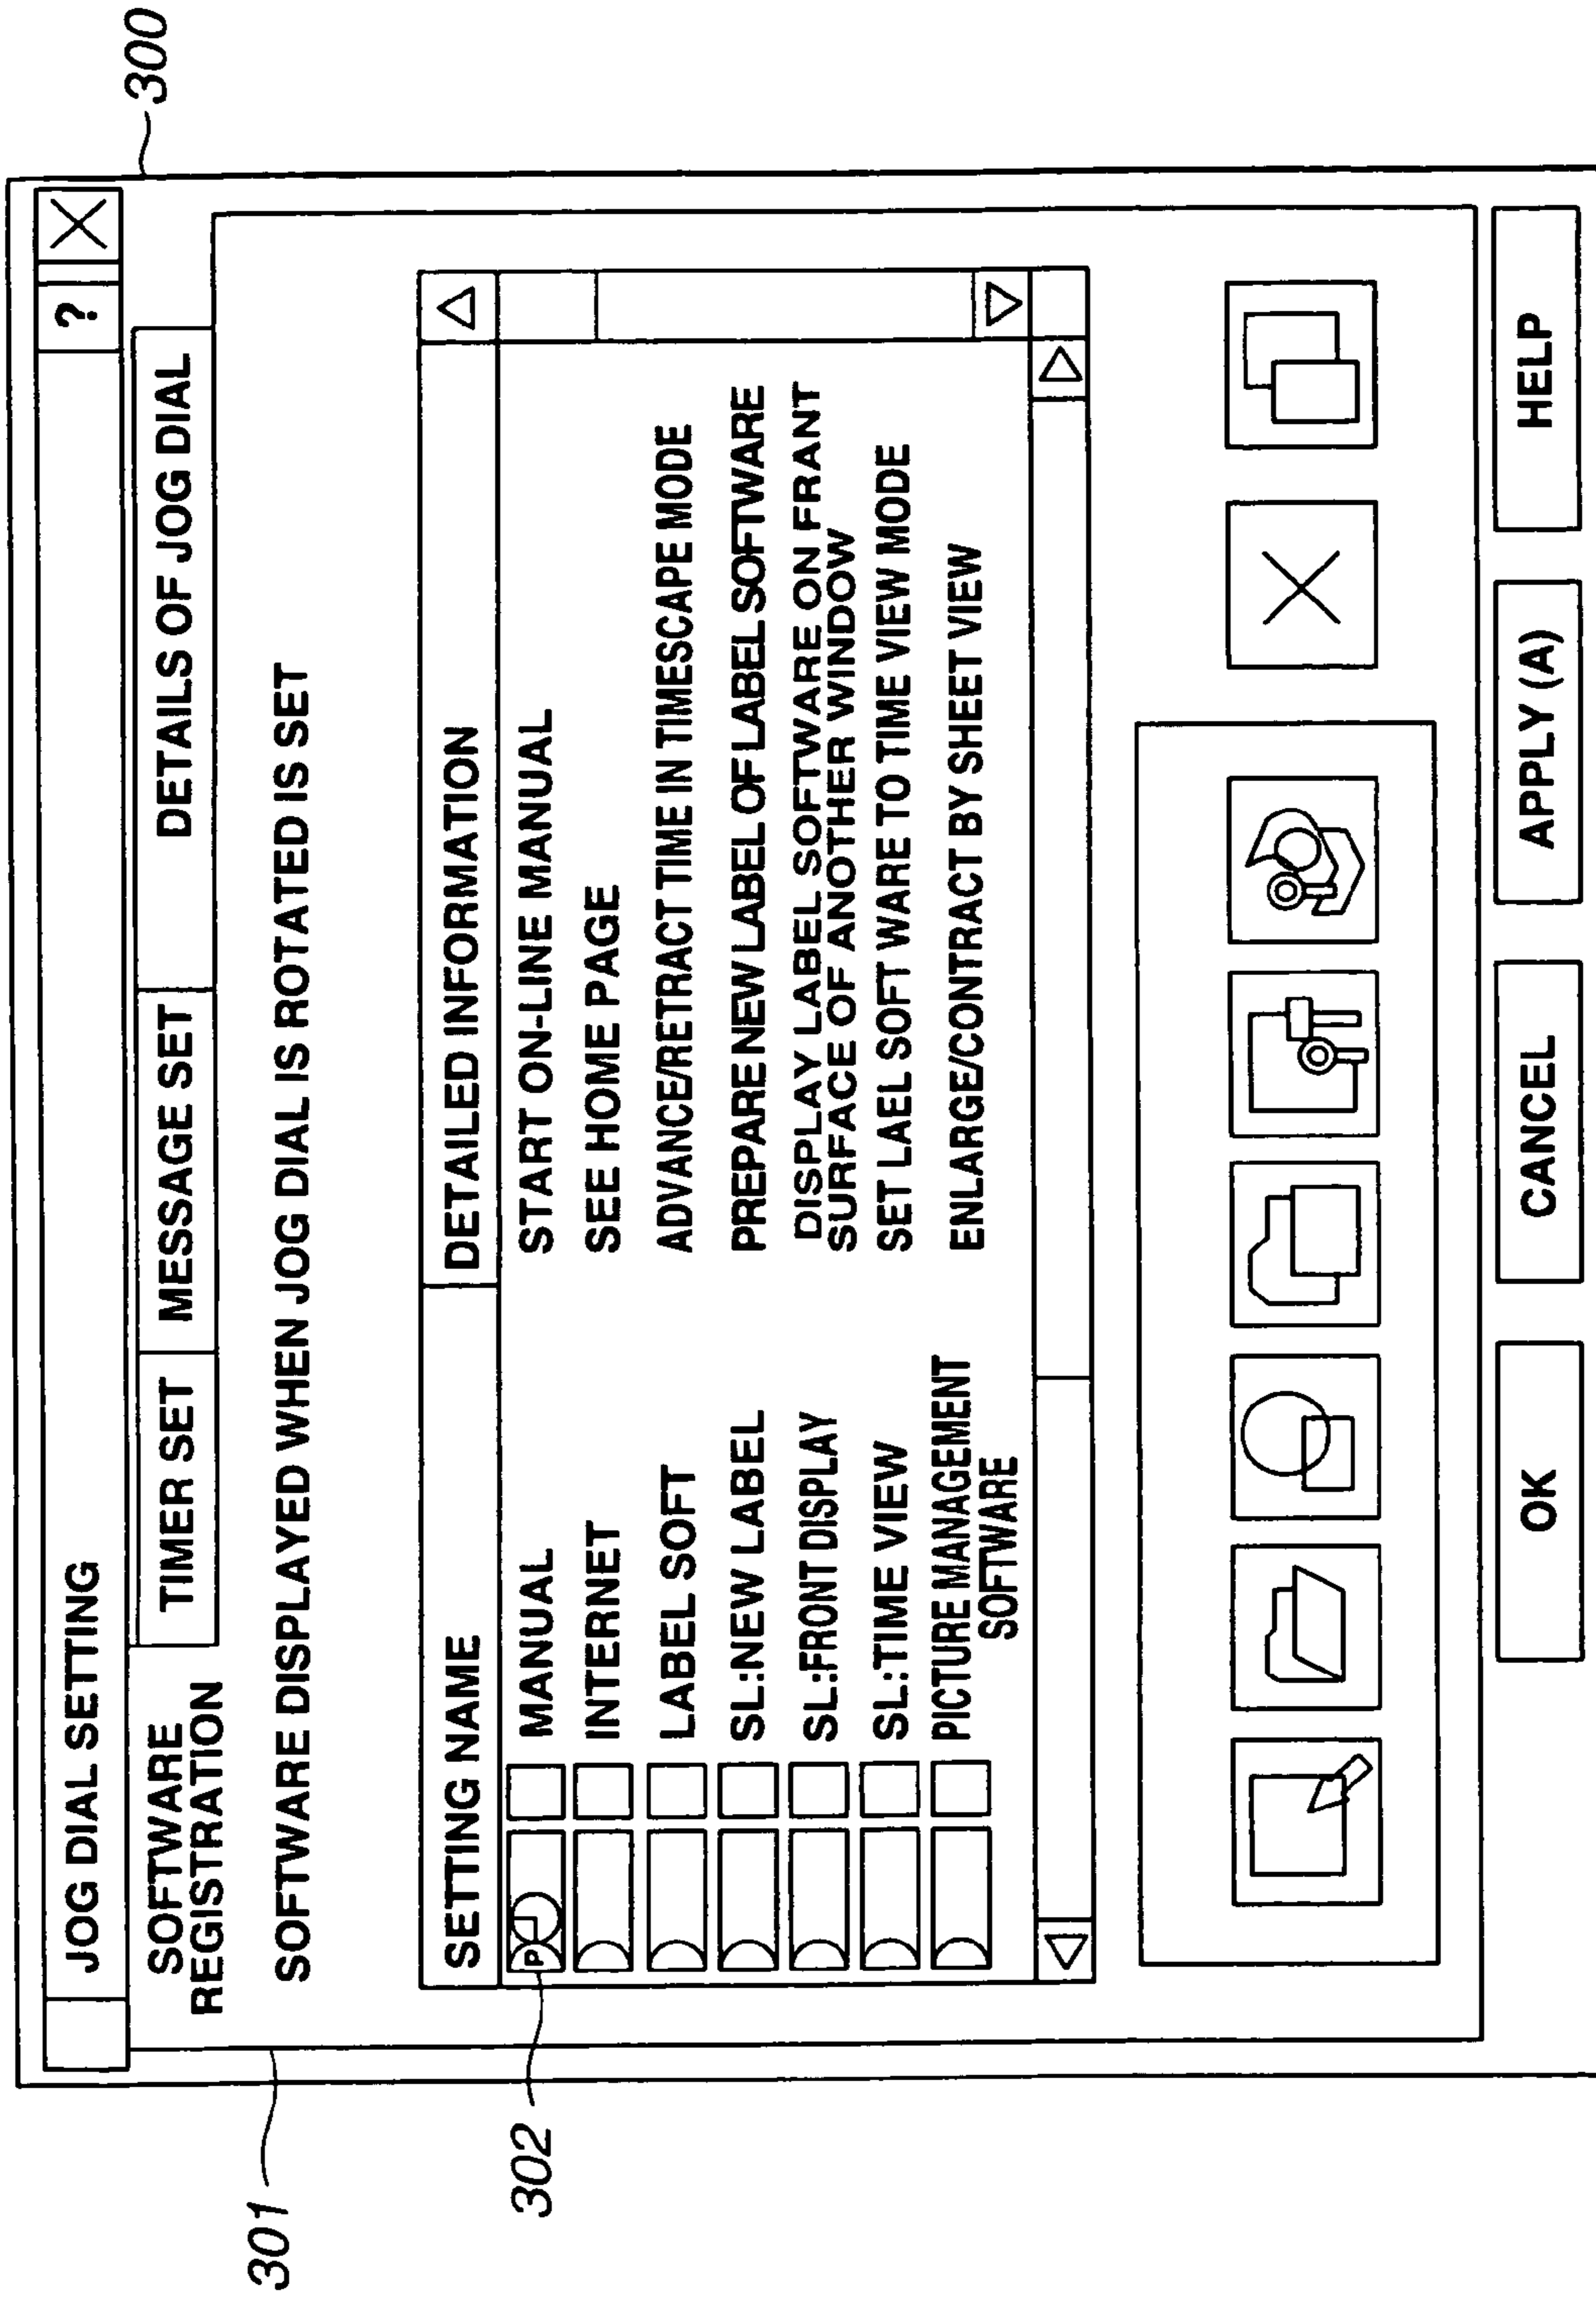 300
JOG DIAL SETTING
?
SOFTWARE
REGISTRATION
TIMER SET
MESSAGE SET
DETAILS OF JOG DIAL
301
SOFTWARE DISPLAYED WHEN JOG DIAL IS ROTATED IS SET
SETTING NAME
DETAILED INFORMATION
302
P
MANUAL
START ON-LINE MANUAL
INTERNET
SEE HOME PAGE
LABEL SOFT
ADVANCE/RETRACT TIME IN TIMESCAPE MODE
SL:NEW LABEL
PREPARE NEW LABEL OF LABEL SOFTWARE
SL:FRONT DISPLAY
DISPLAY LABEL SOFTWARE ON FRANT
SURFACE OF ANOTHER WINDOW
SL:TIME VIEW
SET LAEL SOFT WARE TO TIME VIEW MODE
PICTURE MANAGEMENT
SOFTWARE
ENLARGE/CONTRACT BY SHEET VIEW
OK
CANCEL
APPLY (A)
HELP